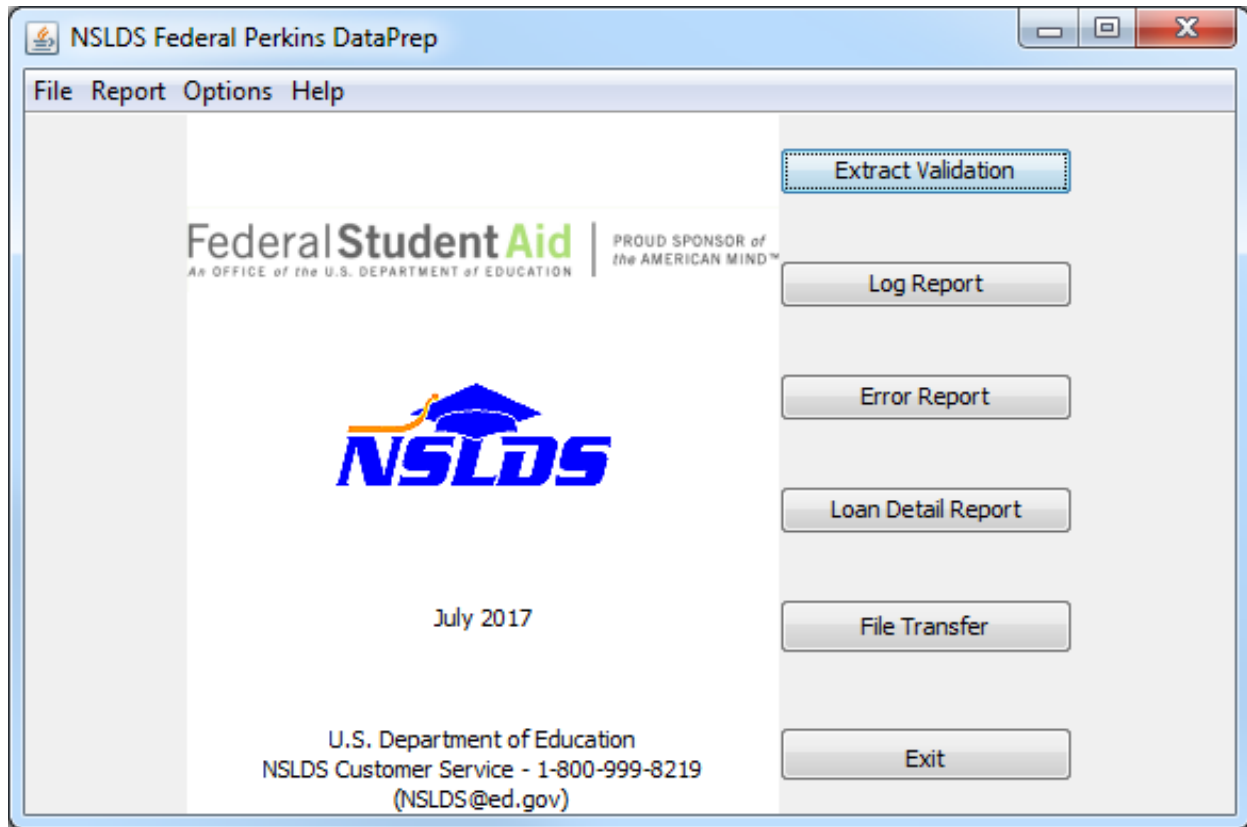 NSLDS Federal Perkins DataPrep
File Report Options Help
Extract Validation
Federal Student Aid
An OFFICE of the U.S. DEPARTMENT of EDUCATION
PROUD SPONSOR of
the AMERICAN MIND™
Log Report
Error Report
NSLDS
Loan Detail Report
July 2017
File Transfer
U.S. Department of Education
NSLDS Customer Service - 1-800-999-8219
(NSLDS@ed.gov)
Exit